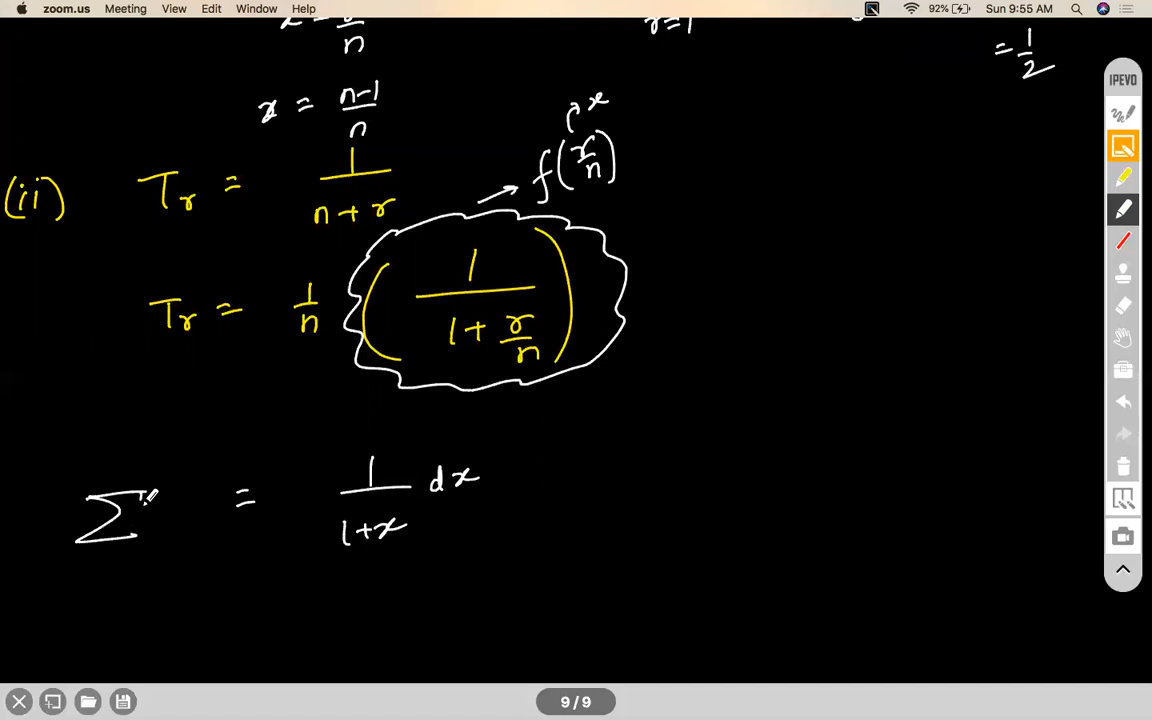 zoom.us Meeting View Edit Window Help 92% Sun 9:55 AM
n
r=1
= 1/2
x = n-1/n
(ii) Tr = 1/n+r
f(r/n) x
Tr = 1/n (1/1+r/n)
Σ = 1/1+x dx
IPEVO
9 / 9